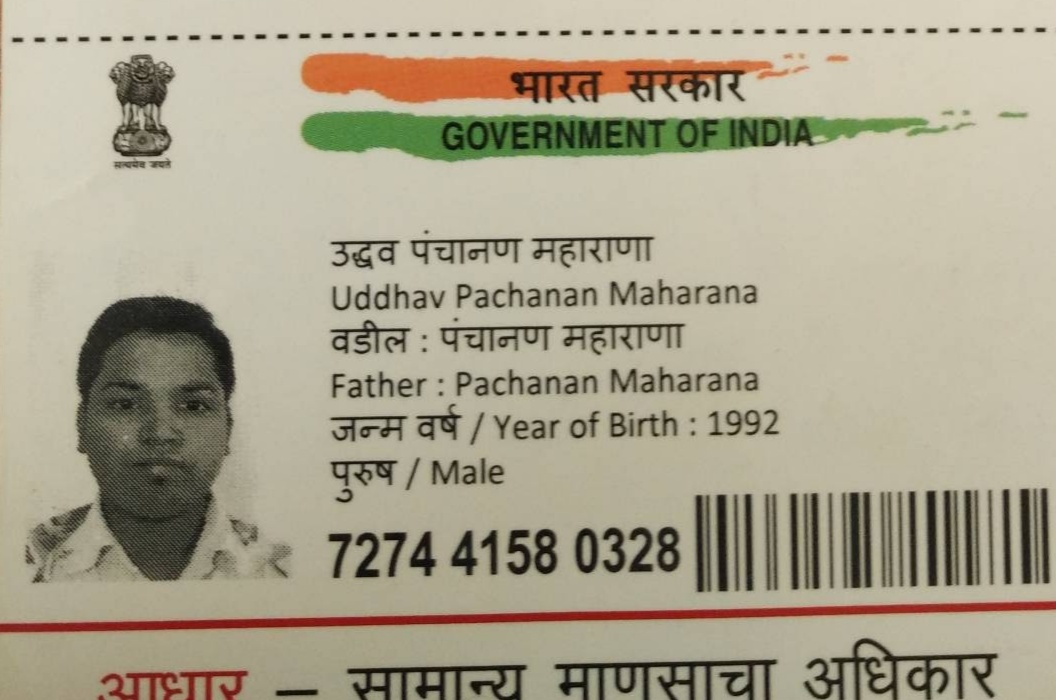 सत्यमेव जयते
भारत सरकार
GOVERNMENT OF INDIA
उद्धव पंचानण महाराणा
Uddhav Pachanan Maharana
वडील : पंचानण महाराणा
Father : Pachanan Maharana
जन्म वर्ष / Year of Birth : 1992
पुरुष / Male
7274 4158 0328
आधार – सामान्य माणसाचा अधिकार